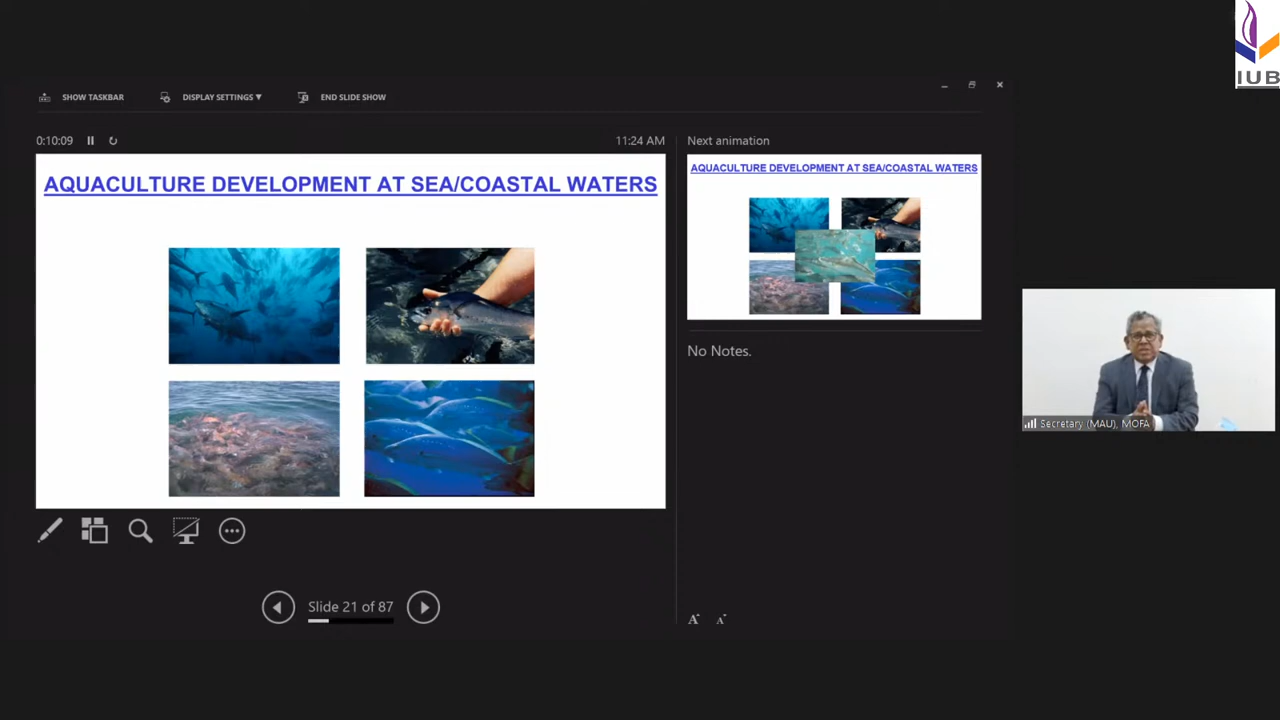 IUB
SHOW TASKBAR
DISPLAY SETTINGS ▼
END SLIDE SHOW
0:10:09
11:24 AM
Next animation
AQUACULTURE DEVELOPMENT AT SEA/COASTAL WATERS
AQUACULTURE DEVELOPMENT AT SEA/COASTAL WATERS
No Notes.
Secretary (MAU), MOFA
Slide 21 of 87
A A